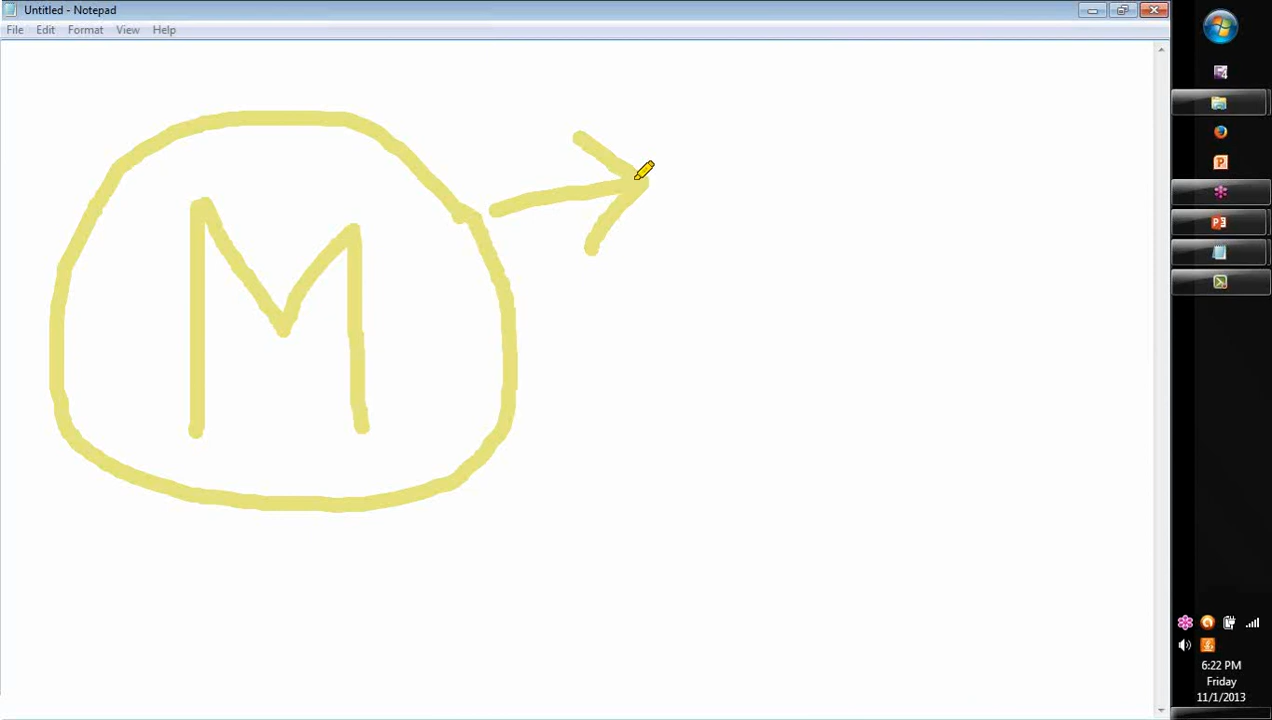 Untitled - Notepad
File Edit Format View Help
M
6:22 PM
Friday
11/1/2013